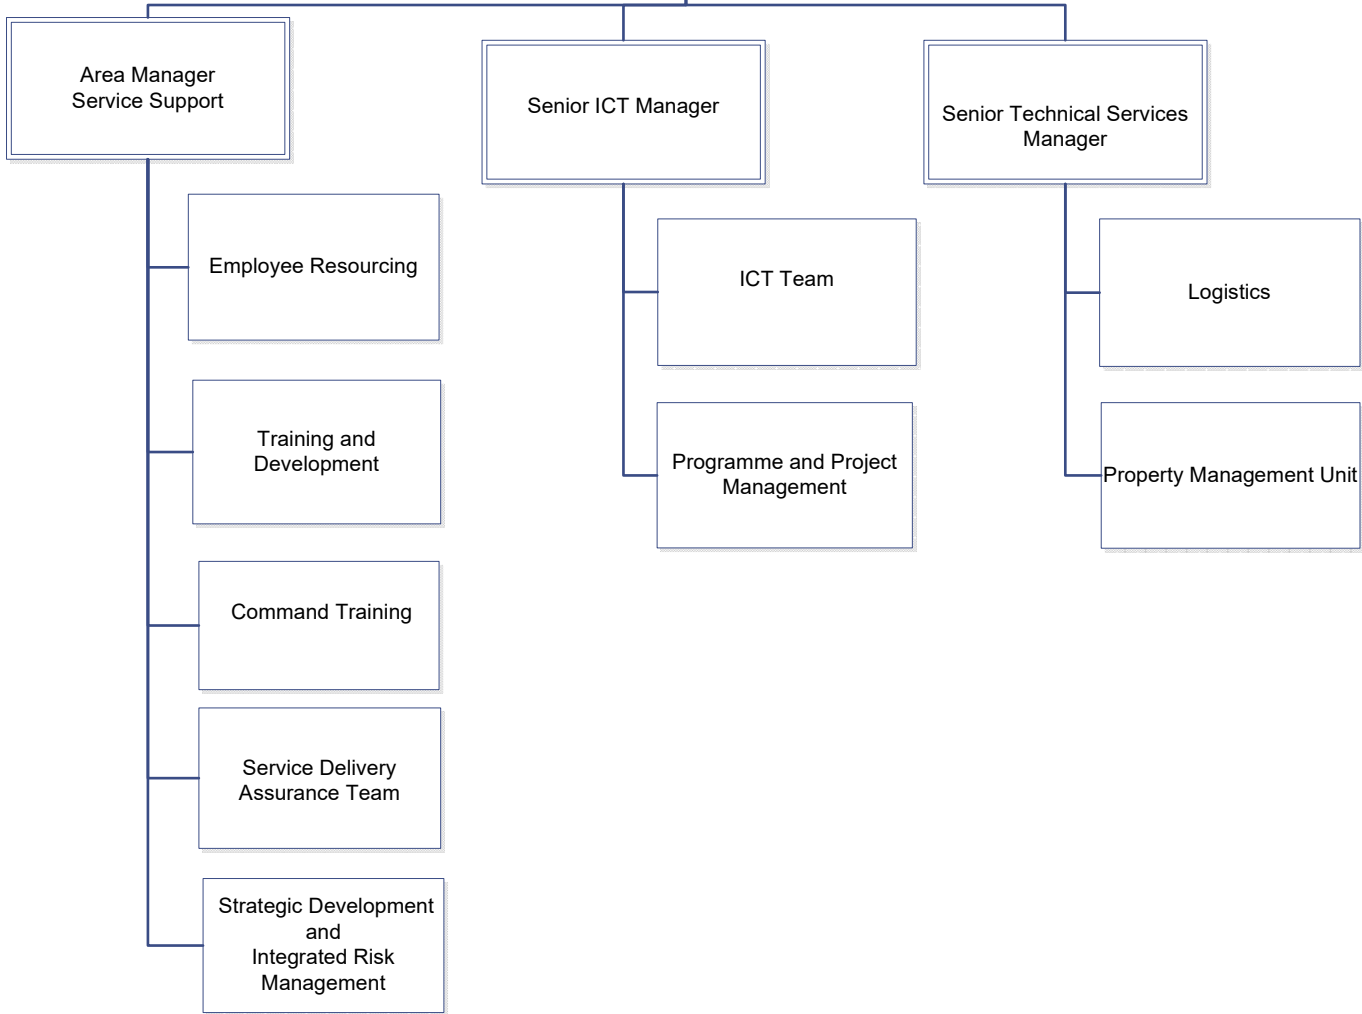 Area Manager
Service Support
Senior ICT Manager
Senior Technical Services
Manager
Employee Resourcing
ICT Team
Logistics
Training and
Development
Programme and Project
Management
Property Management Unit
Command Training
Service Delivery
Assurance Team
Strategic Development
and
Integrated Risk
Management